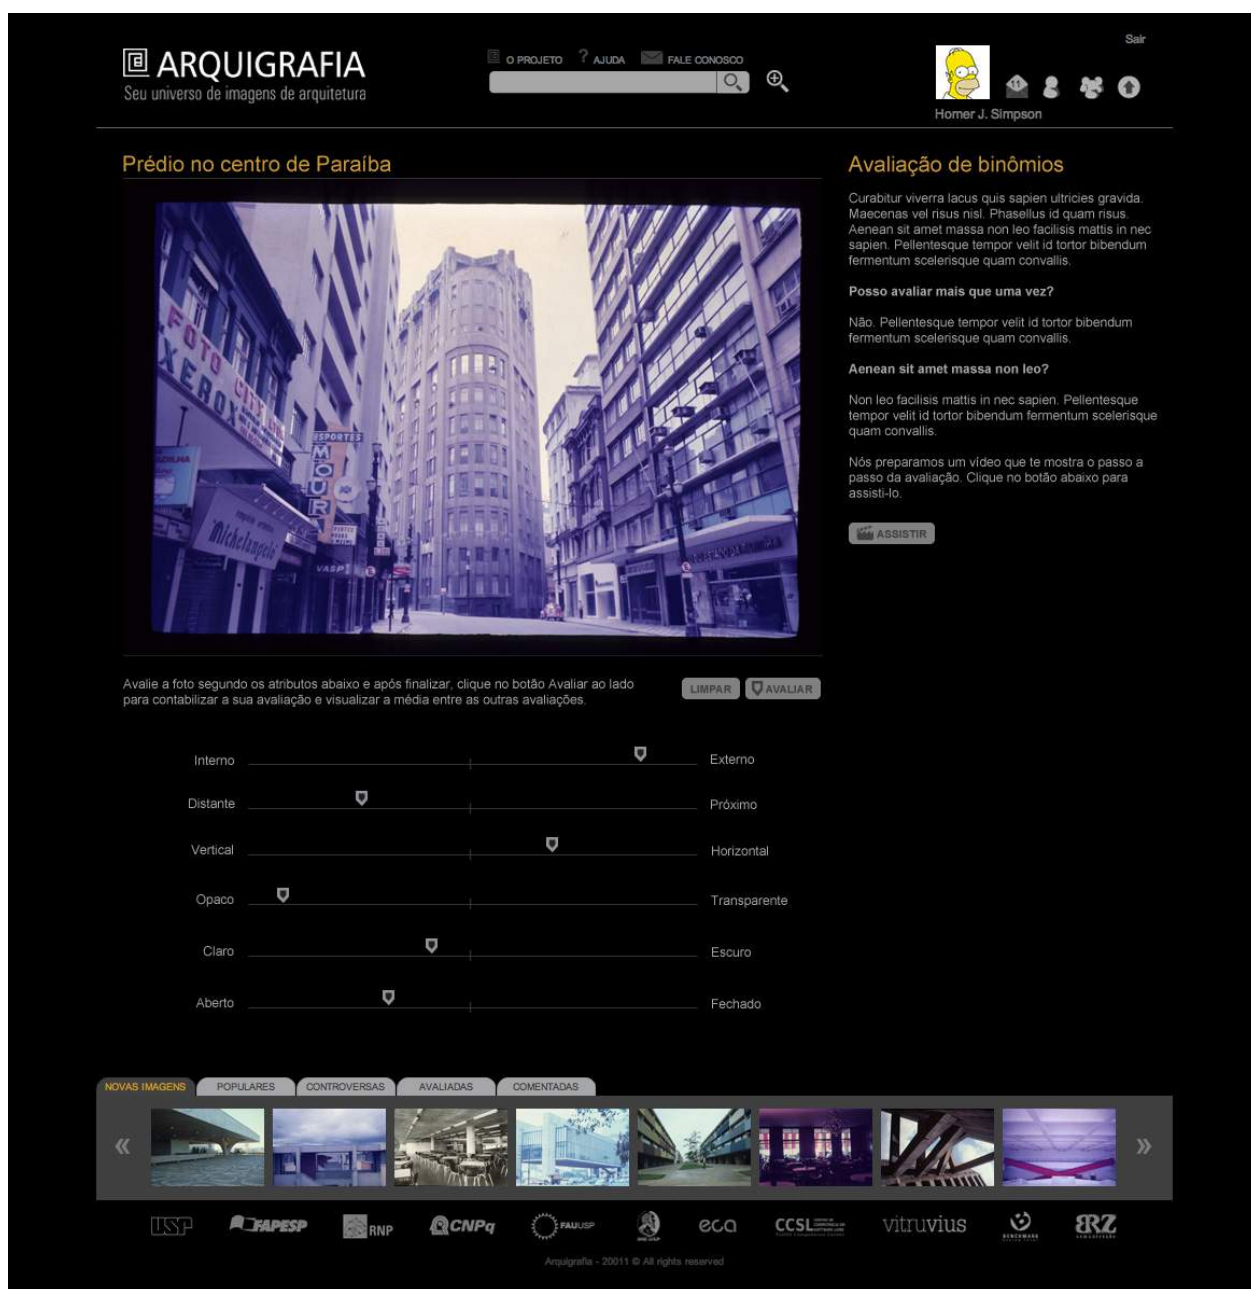 Sair
ARQUIGRAFIA
Seu universo de imagens de arquitetura
O PROJETO ? AJUDA FALE CONOSCO
11
Homer J. Simpson
Prédio no centro de Paraíba
FOTO CITY
XEROX
ESPORTES
MOURA
Michelangelo
VASP
Avaliação de binômios
Curabitur viverra lacus quis sapien ultricies gravida.
Maecenas vel risus nisl. Phasellus id quam risus.
Aenean sit amet massa non leo facilisis mattis in nec
sapien. Pellentesque tempor velit id tortor bibendum
fermentum scelerisque quam convallis.
Posso avaliar mais que uma vez?
Não. Pellentesque tempor velit id tortor bibendum
fermentum scelerisque quam convallis.
Aenean sit amet massa non leo?
Non leo facilisis mattis in nec sapien. Pellentesque
tempor velit id tortor bibendum fermentum scelerisque
quam convallis.
Nós preparamos um vídeo que te mostra o passo a
passo da avaliação. Clique no botão abaixo para
assisti-lo.
ASSISTIR
Avalie a foto segundo os atributos abaixo e após finalizar, clique no botão Avaliar ao lado
para contabilizar a sua avaliação e visualizar a média entre as outras avaliações.
LIMPAR AVALIAR
Interno Externo
Distante Próximo
Vertical Horizontal
Opaco Transparente
Claro Escuro
Aberto Fechado
NOVAS IMAGENS POPULARES CONTROVERSAS AVALIADAS COMENTADAS
« »
USP FAPESP RNP CNPq FAUUSP eca CCSL vitruvius BENCHMARK BRZ
Arquigrafia - 20011 © All rights reserved